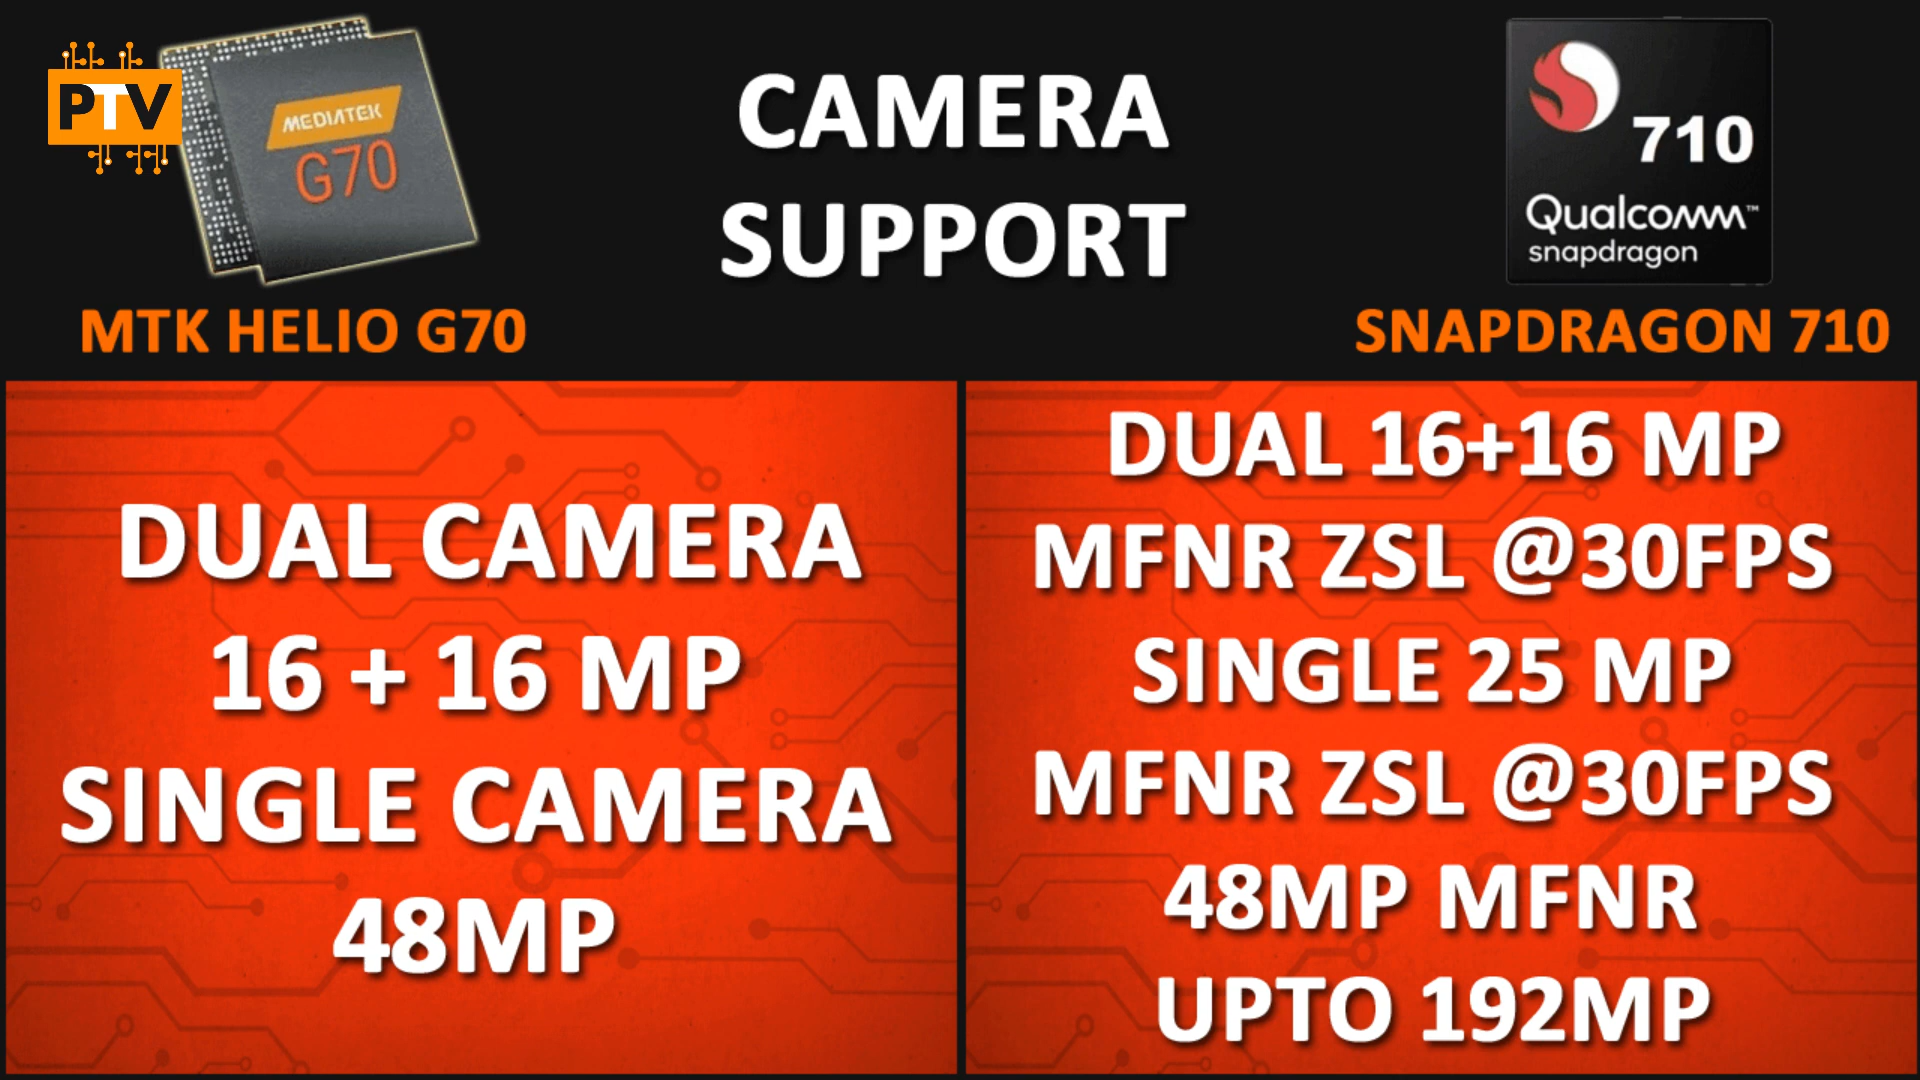 PTV
MEDIATEK
G70
MTK HELIO G70
CAMERA
SUPPORT
710
Qualcomm™
snapdragon
SNAPDRAGON 710
DUAL CAMERA
16 + 16 MP
SINGLE CAMERA
48MP
DUAL 16+16 MP
MFNR ZSL @30FPS
SINGLE 25 MP
MFNR ZSL @30FPS
48MP MFNR
UPTO 192MP